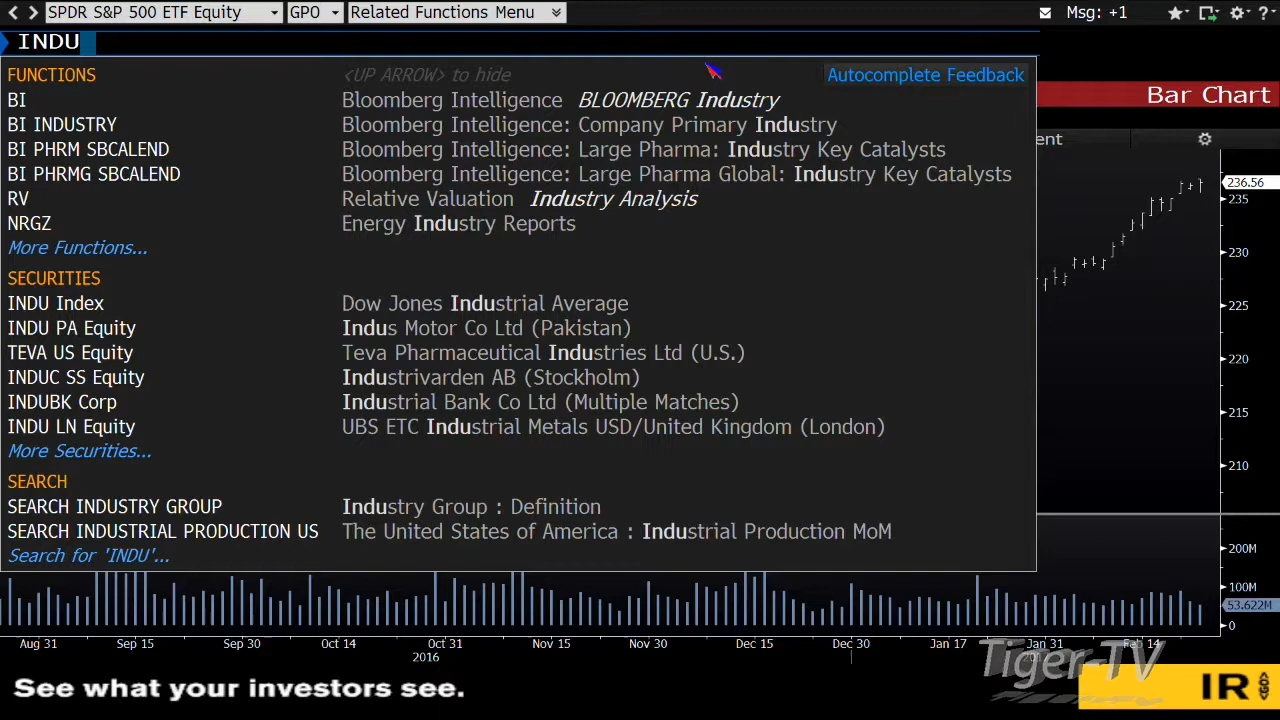 SPDR S&P 500 ETF Equity GPO Related Functions Menu Msg: +1 ?
INDU
FUNCTIONS <UP ARROW> to hide Autocomplete Feedback
BI Bloomberg Intelligence BLOOMBERG Industry
Bar Chart
BI INDUSTRY Bloomberg Intelligence: Company Primary Industry
ent
BI PHRM SBCALEND Bloomberg Intelligence: Large Pharma: Industry Key Catalysts
BI PHRMG SBCALEND Bloomberg Intelligence: Large Pharma Global: Industry Key Catalysts
236.56
RV Relative Valuation Industry Analysis
235
NRGZ Energy Industry Reports
More Functions...
230
SECURITIES
INDU Index Dow Jones Industrial Average
225
INDU PA Equity Indus Motor Co Ltd (Pakistan)
TEVA US Equity Teva Pharmaceutical Industries Ltd (U.S.)
220
INDUC SS Equity Industrivarden AB (Stockholm)
INDUBK Corp Industrial Bank Co Ltd (Multiple Matches)
215
INDU LN Equity UBS ETC Industrial Metals USD/United Kingdom (London)
More Securities...
210
SEARCH
SEARCH INDUSTRY GROUP Industry Group : Definition
SEARCH INDUSTRIAL PRODUCTION US The United States of America : Industrial Production MoM
Search for 'INDU'...
200M
100M
53.622M
0
Aug 31 Sep 15 Sep 30 Oct 14 Oct 31 Nov 15 Nov 30 Dec 15 Dec 30 Jan 17 Jan 31 Feb 14
2016
Tiger-TV
See what your investors see.
IR